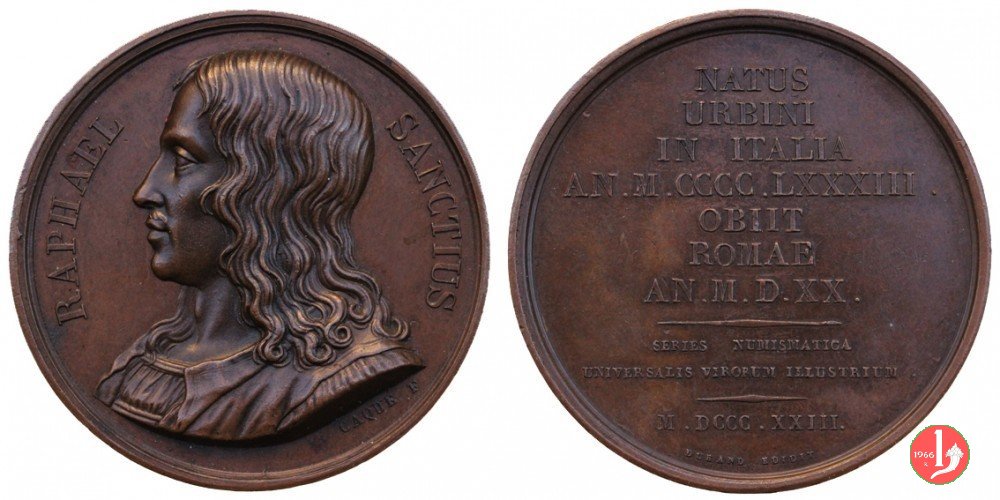 RAPHAEL SANCTIUS
CAQUE F
NATUS
URBINI
IN ITALIA
AN.M.CCCC.LXXXIII.
OBIIT
ROMAE
AN.M.D.XX.
SERIES NUMISMATICA
UNIVERSALIS VIRORUM ILLUSTRIUM.
M.DCCC.XXIII.
DURAND EDIDIT
1966